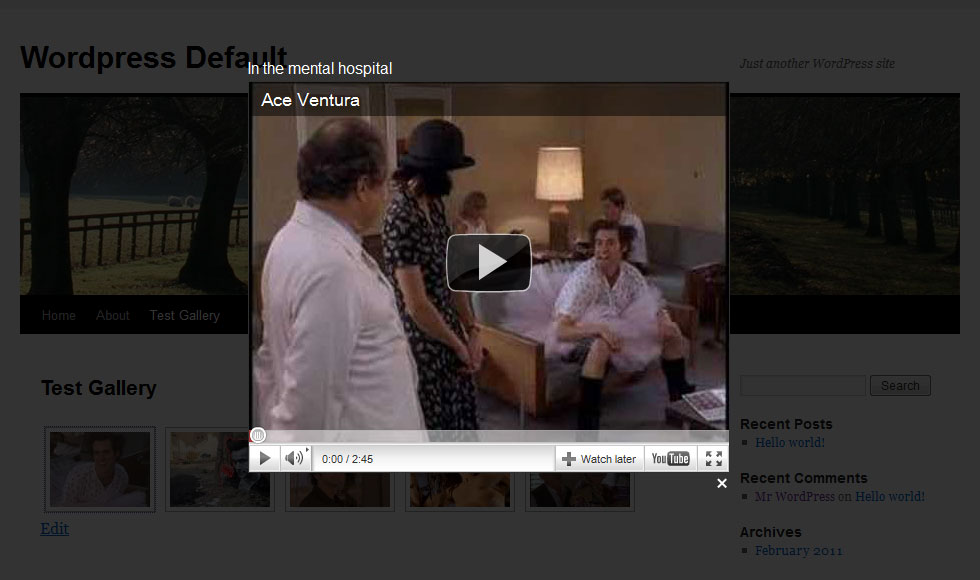 Wordpress Default
Just another WordPress site
In the mental hospital
Ace Ventura
Home About Test Gallery
Test Gallery
Search
0:00 / 2:45
Watch later
YouTube
Edit
Recent Posts
Hello world!
Recent Comments
Mr WordPress on Hello world!
Archives
February 2011